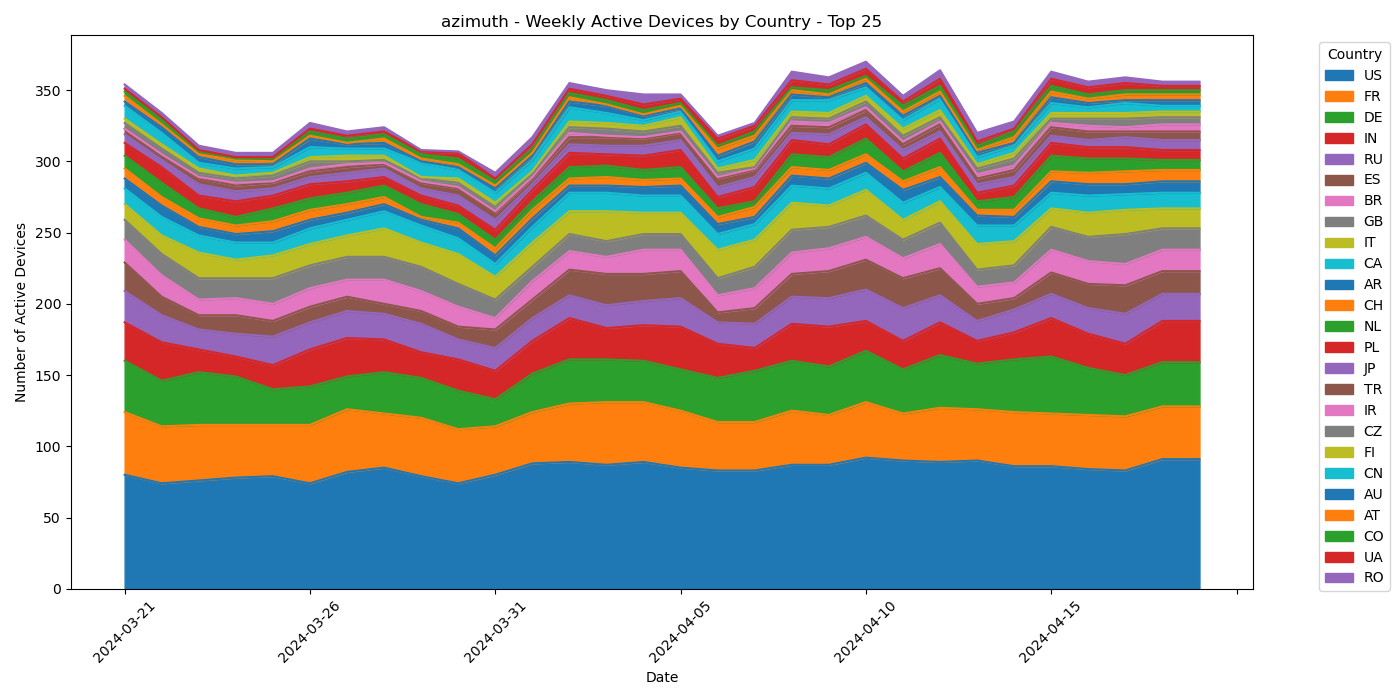 azimuth - Weekly Active Devices by Country - Top 25
Number of Active Devices
350
300
250
200
150
100
50
0
2024-03-21
2024-03-26
2024-03-31
2024-04-05
2024-04-10
2024-04-15
Date
Country
US
FR
DE
IN
RU
ES
BR
GB
IT
CA
AR
CH
NL
PL
JP
TR
IR
CZ
FI
CN
AU
AT
CO
UA
RO